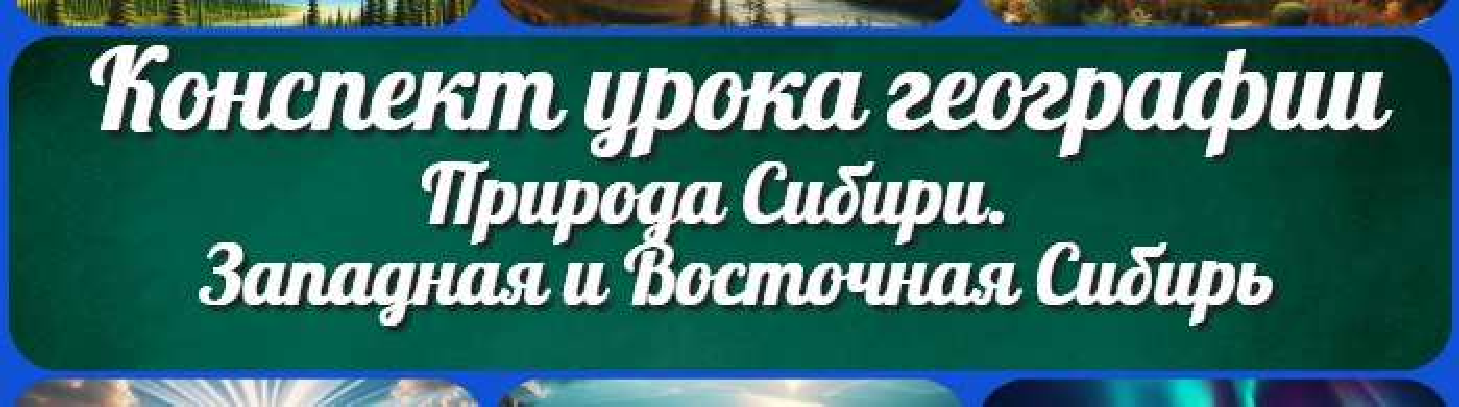 Конспект урока географии
Природа Сибири.
Западная и Восточная Сибирь